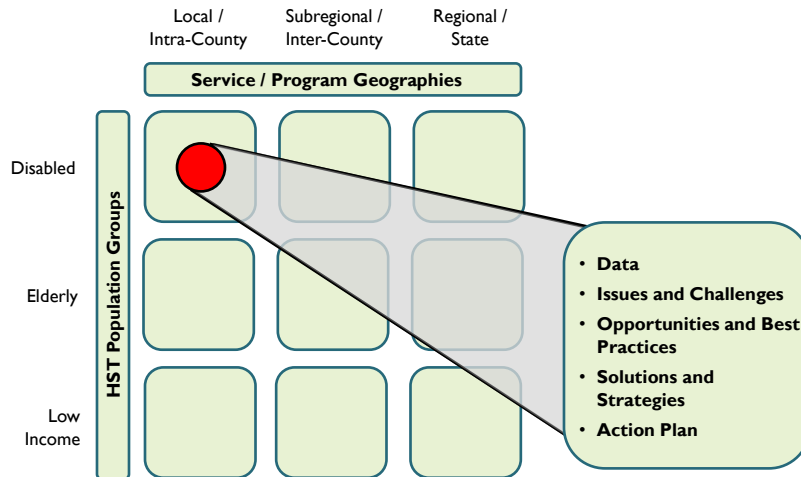 Local /
Intra-County
Subregional /
Inter-County
Regional /
State
Service / Program Geographies
HST Population Groups
Disabled
Elderly
Low
Income
• Data
• Issues and Challenges
• Opportunities and Best
Practices
• Solutions and
Strategies
• Action Plan